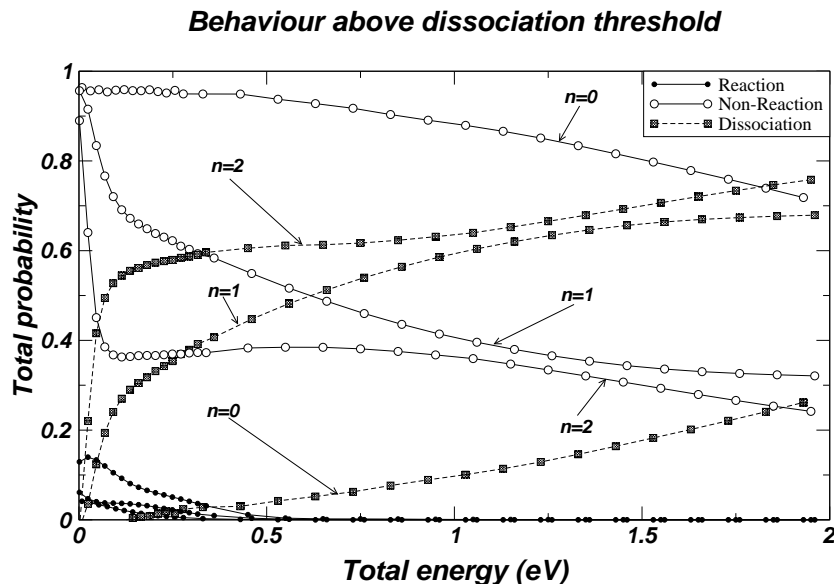 Behaviour above dissociation threshold
Total probability
1
0.8
0.6
0.4
0.2
0
Reaction
Non-Reaction
Dissociation
n=0
n=2
n=1
n=1
n=0
n=2
0
0.5
1
1.5
2
Total energy (eV)